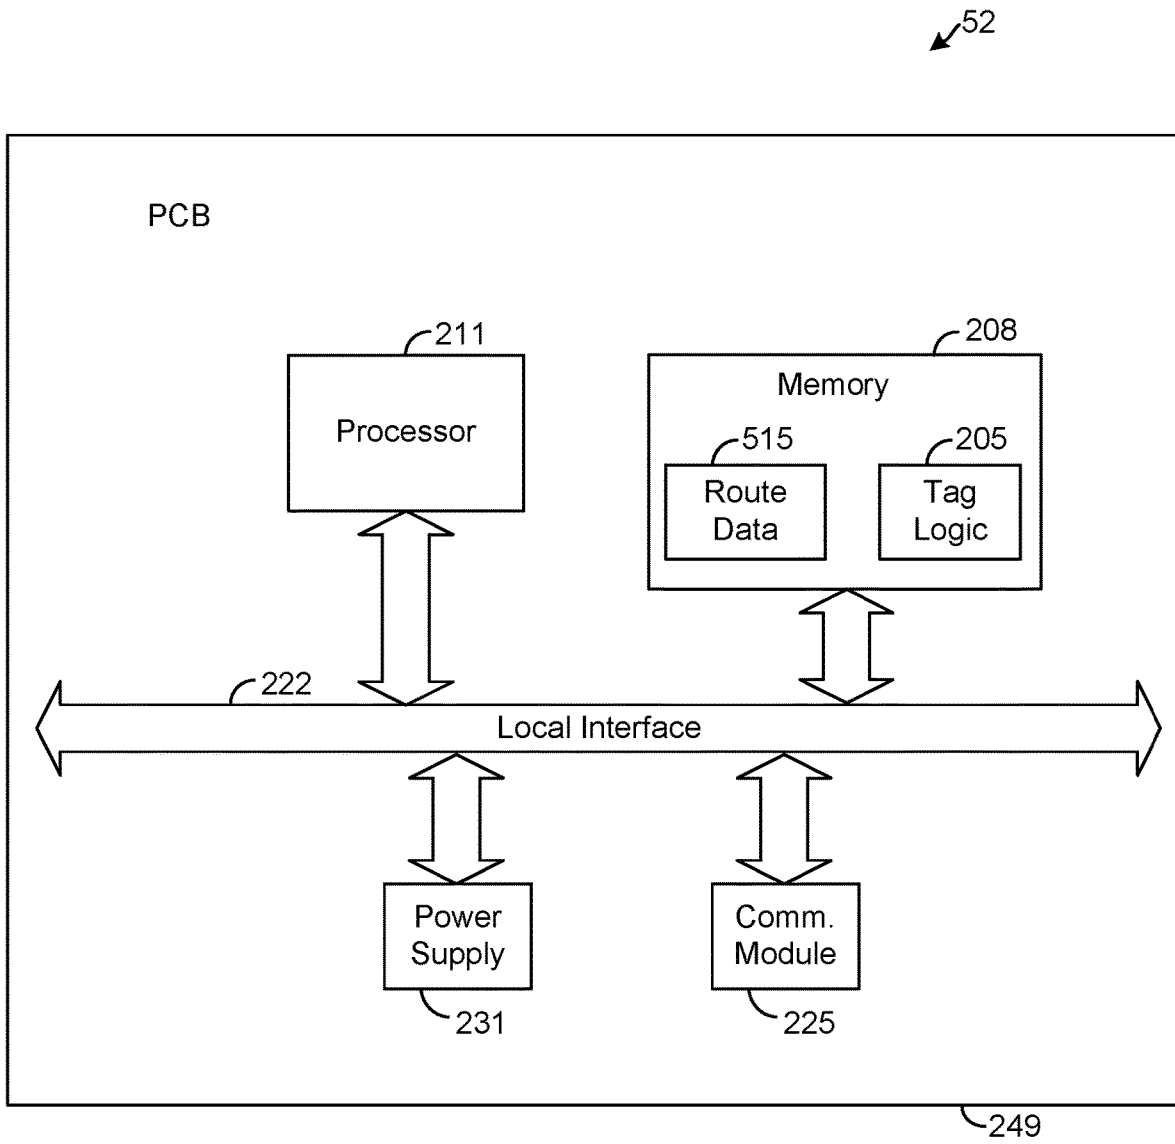 52
PCB
211
208
Processor
Memory
515
205
Route
Data
Tag
Logic
222
Local Interface
Power
Supply
Comm.
Module
231
225
249